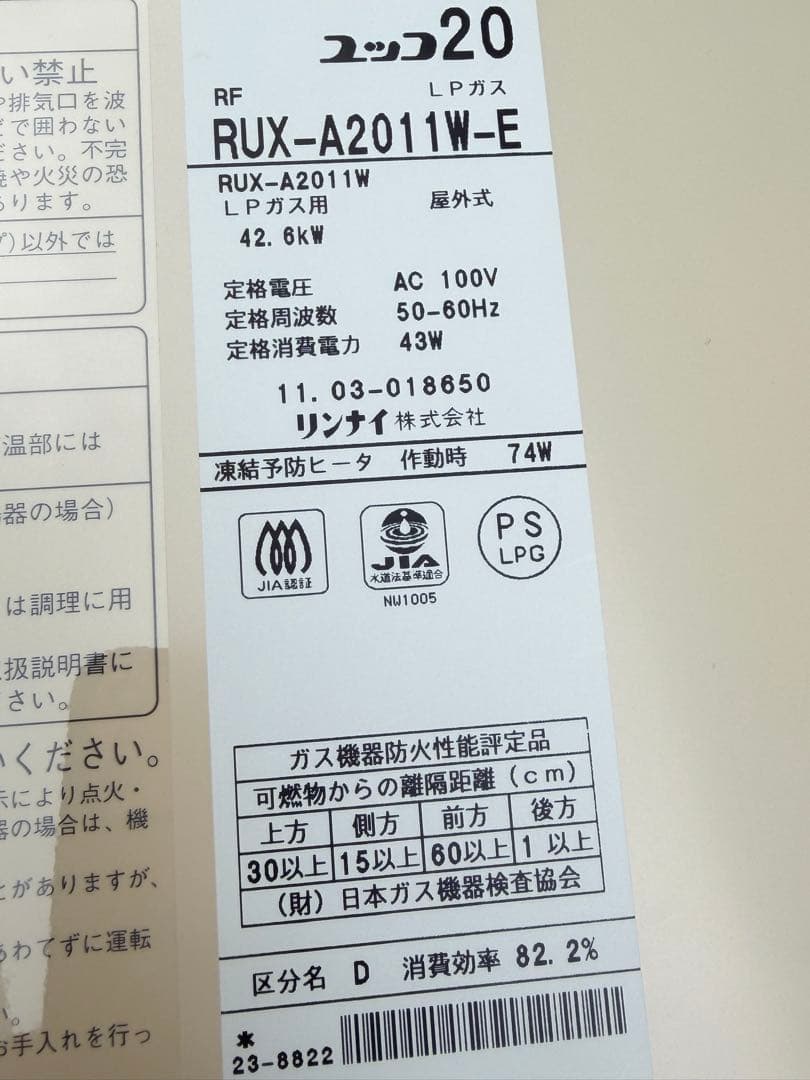 い禁止
や排気口を波
どで囲わない
ださい。不完
焼や火災の恐
あります。
プ)以外では
温部には
湯器の場合)
は調理に用
取扱説明書に
ださい。
いください。
示により点火・
器の場合は、機
とがありますが、
あわてずに運転
い。
お手入れを行っ
ユッコ20
RF LPガス
RUX-A2011W-E
RUX-A2011W
LPガス用 屋外式
42.6kW
定格電圧 AC 100V
定格周波数 50-60Hz
定格消費電力 43W
11.03-018650
リンナイ株式会社
凍結予防ヒータ 作動時 74W
JIA認証
JIA
水道法基準適合
NW1005
PS
LPG
ガス機器防火性能評定品
可燃物からの離隔距離(cm)
上方 側方 前方 後方
30以上 15以上 60以上 1以上
(財)日本ガス機器検査協会
区分名 D 消費効率 82.2%
*
23-8822